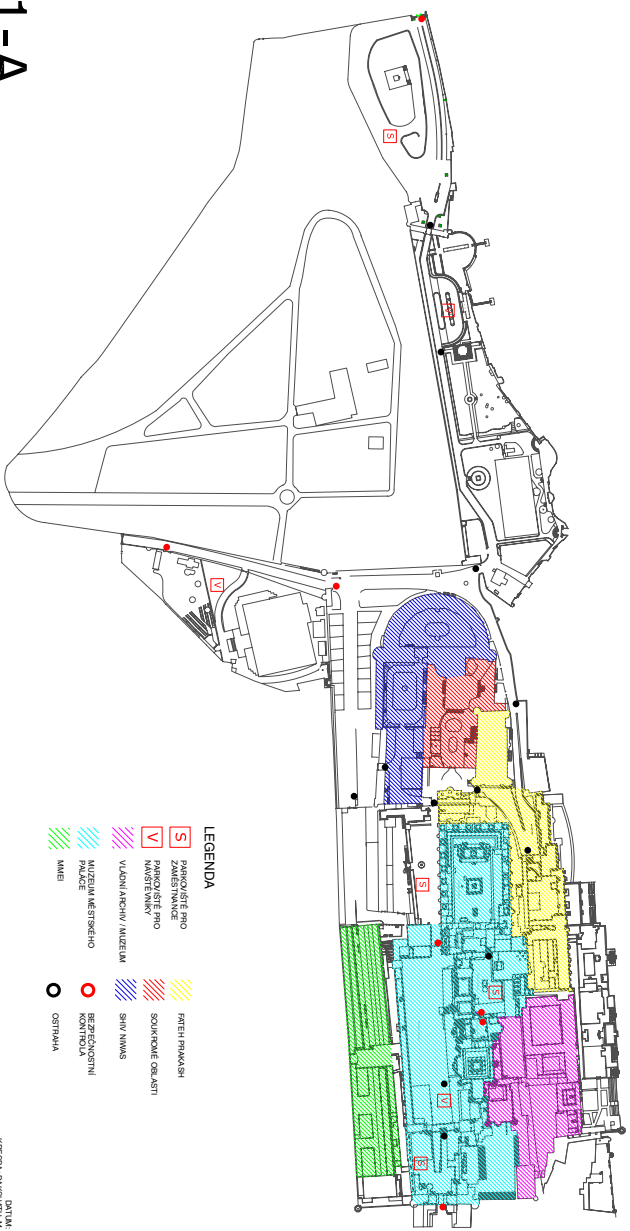 1-A
S
V
S
S
V
S
LEGENDA
S PARKOVIŠTĚ PRO
ZAMĚSTNANCE
V PARKOVIŠTĚ PRO
NÁVŠTĚVNÍKY
VLÁDNÍ ARCHIV / MUZEUM
MUZEUM MĚSTSKÉHO
PALÁCE
MMEI
FATEH PRAKASH
SOUKROMÉ OBLASTI
SHIV NIWAS
BEZPEČNOSTNÍ
KONTROLA
OSTRAHA
DATUM: